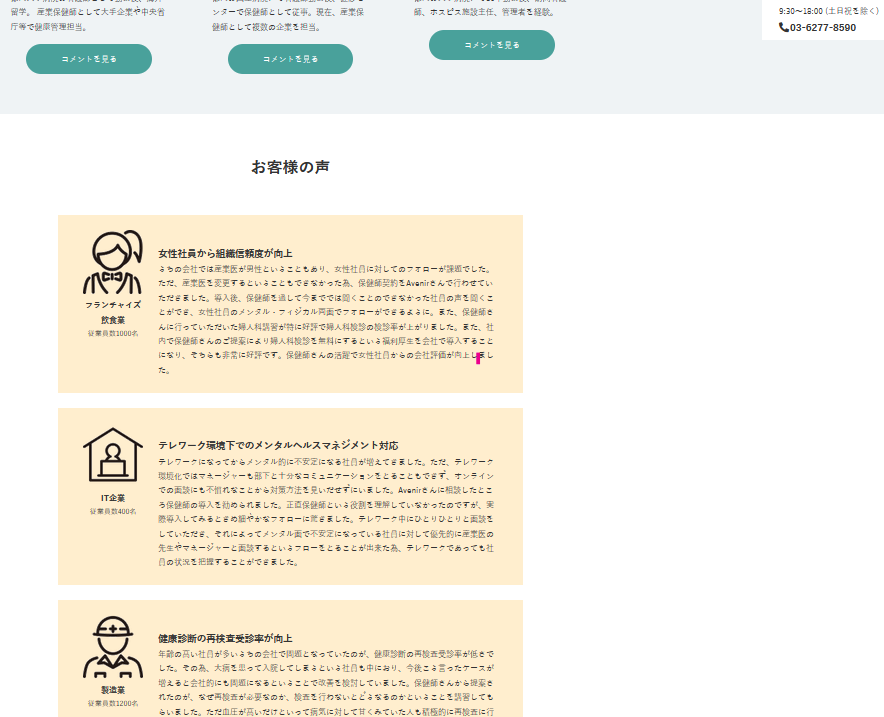 留学。 産業保健師として大手企業や中央省
庁等で健康管理担当。
コメントを見る
ンターで保健師として従事。現在、産業保
健師として複数の企業を担当。
コメントを見る
師、ホスピス施設主任、管理者を経験。
コメントを見る
9:30～18:00 (土日祝を除く)
03-6277-8590
お客様の声
フランチャイズ
飲食業
従業員数1000名
女性社員から組織信頼度が向上
うちの会社では産業医が男性ということもあり、女性社員に対してのフォローが課題でした。
ただ、産業医を変更するということもできなかった為、保健師契約をAvenirさんで行わせてい
ただきました。導入後、保健師を通して今まででは聞くことのできなかった社員の声を聞くこ
とができ、女性社員のメンタル・フィジカル両面でフォローができるように。また、保健師さ
んに行っていただいた婦人科講習が特に好評で婦人科検診の検診率が上がりました。また、社
内で保健師さんのご提案により婦人科検診を無料にするという福利厚生を会社で導入すること
になり、そちらも非常に好評です。保健師さんの活躍で女性社員からの会社評価が向上しまし
た。
IT企業
従業員数400名
テレワーク環境下でのメンタルヘルスマネジメント対応
テレワークになってからメンタル的に不安定になる社員が増えてきました。ただ、テレワーク
環境化ではマネージャーも部下と十分なコミュニケーションをとることもできず、オンライン
での面談にも不慣れなことから対策方法を見いだせずにいました。Avenirさんに相談したとこ
ろ保健師の導入を勧められました。正直保健師という役割を理解していなかったのですが、実
際導入してみるときめ細やかなフォローに驚きました。テレワーク中にひとりひとりと面談を
していただき、それによってメンタル面で不安定になっている社員に対して優先的に産業医の
先生やマネージャーと面談するというフローをとることが出来た為、テレワークであっても社
員の状況を把握することができました。
製造業
従業員数1200名
健康診断の再検査受診率が向上
年齢の高い社員が多いうちの会社で問題となっていたのが、健康診断の再検査受診率が低さで
した。その為、大病を患って入院してしまうという社員も中におり、今後こう言ったケースが
増えると会社的にも問題になるということで改善を検討していました。保健師さんから提案さ
れたのが、なぜ再検査が必要なのか、検査を行わないとどうなるのかということを講習しても
らいました。ただ血圧が高いだけといって病気に対して甘くみていた人も積極的に再検査に行